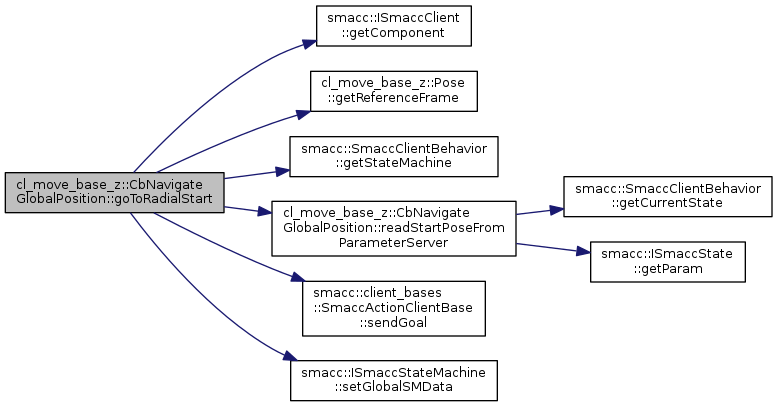 smacc::ISmaccClient
::getComponent
cl_move_base_z::Pose
::getReferenceFrame
smacc::SmaccClientBehavior
::getStateMachine
cl_move_base_z::CbNavigate
GlobalPosition::goToRadialStart
cl_move_base_z::CbNavigate
GlobalPosition::readStartPoseFrom
ParameterServer
smacc::SmaccClientBehavior
::getCurrentState
smacc::ISmaccState
::getParam
smacc::client_bases
::SmaccActionClientBase
::sendGoal
smacc::ISmaccStateMachine
::setGlobalSMData